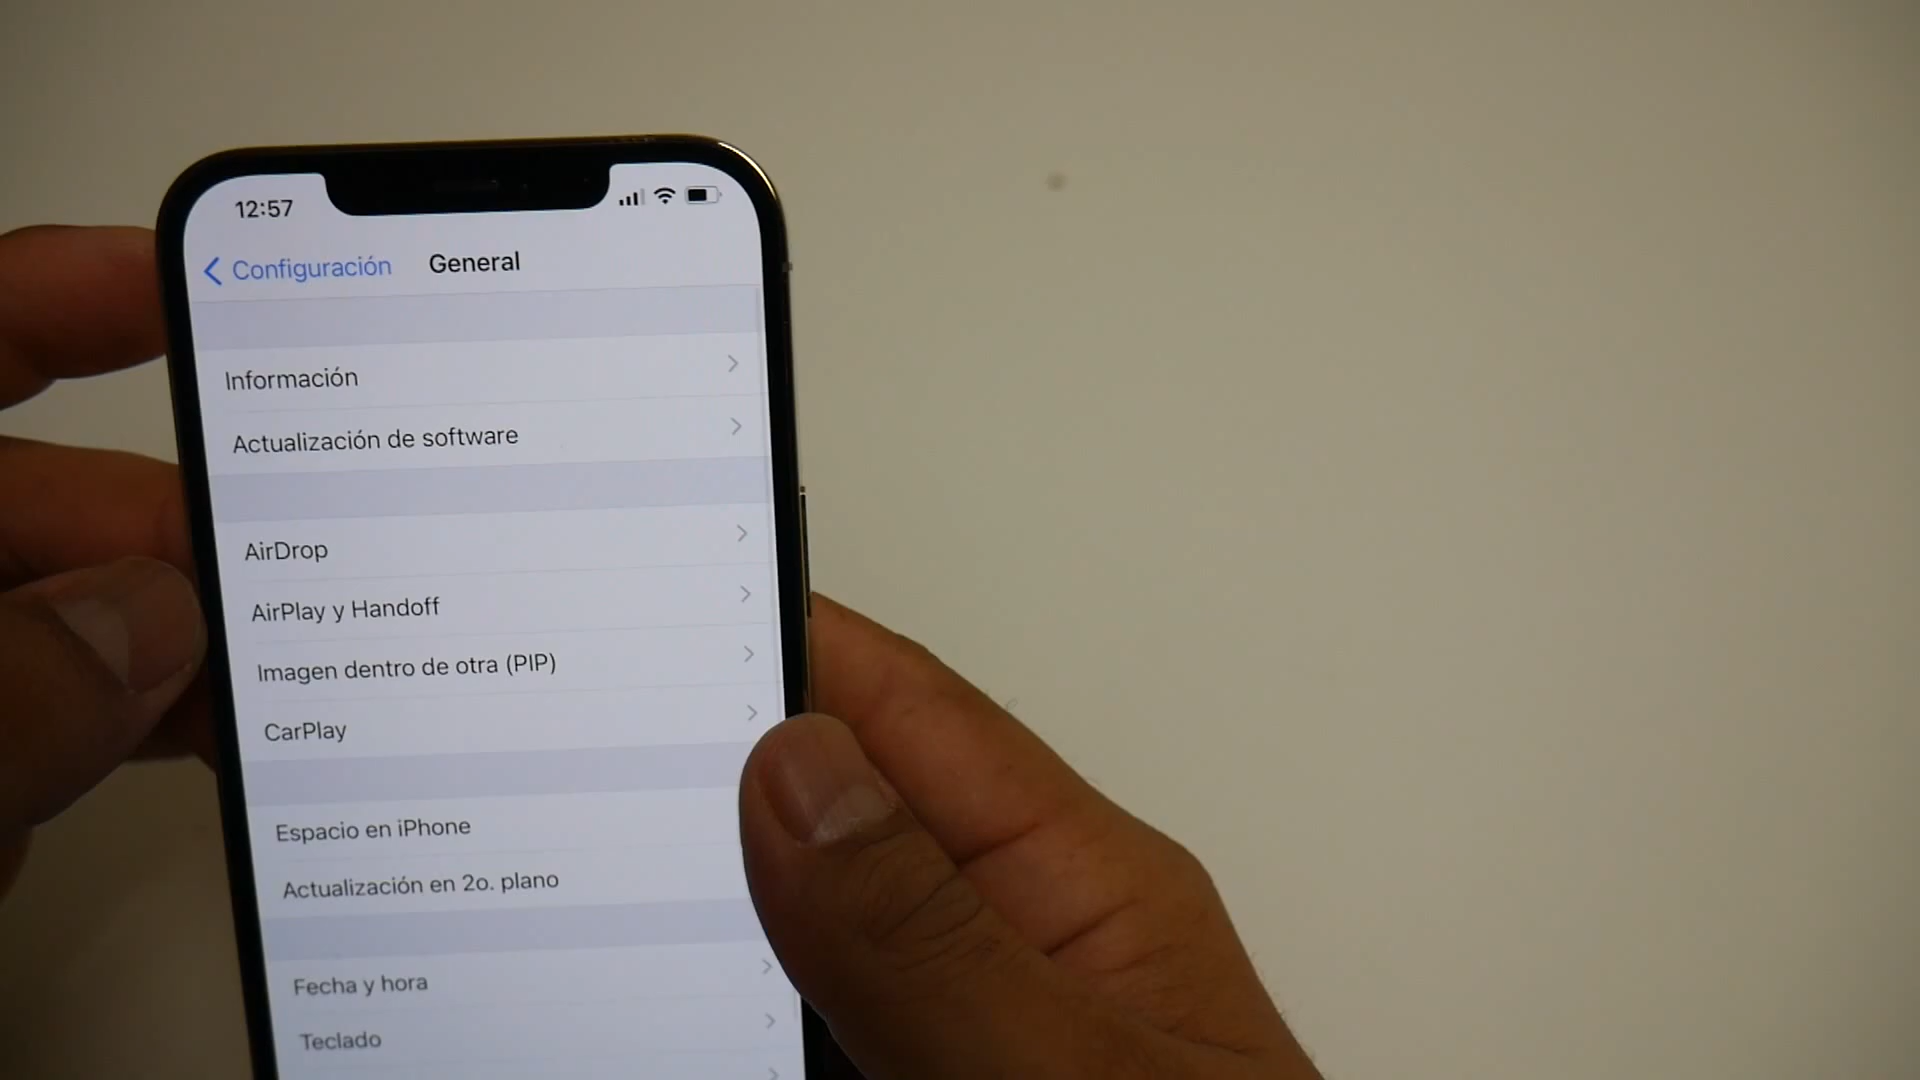 12:57
Configuración General
Información
Actualización de software
AirDrop
AirPlay y Handoff
Imagen dentro de otra (PIP)
CarPlay
Espacio en iPhone
Actualización en 2o. plano
Fecha y hora
Teclado